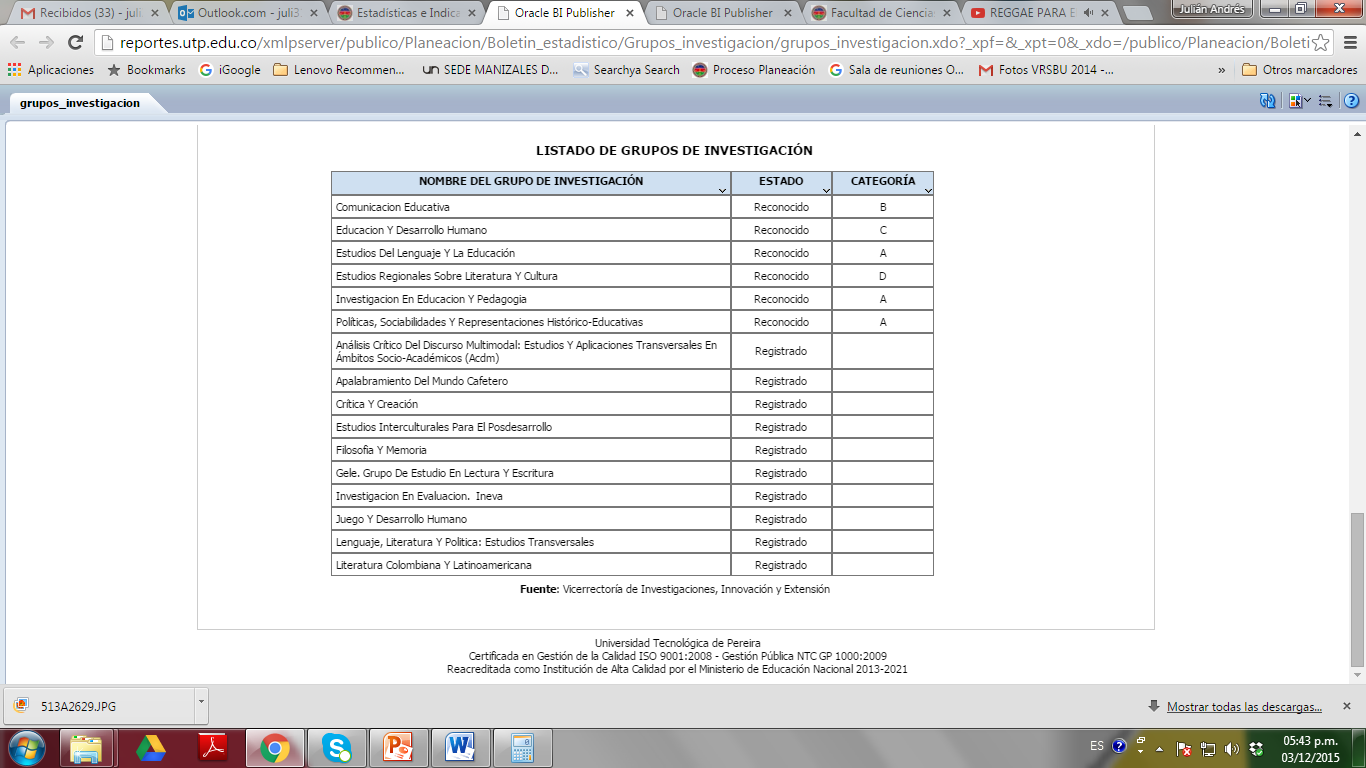 Recibidos (33) - juli
Outlook.com - juli3
Estadísticas e Indica
Oracle BI Publisher
Oracle BI Publisher
Facultad de Ciencia
REGGAE PARA E
Julián Andrés
reportes.utp.edu.co/xmlpserver/publico/Planeacion/Boletin_estadistico/Grupos_investigacion/grupos_investigacion.xdo?_xpf=&_xpt=0&_xdo=/publico/Planeacion/Boleti
Aplicaciones
Bookmarks
iGoogle
Lenovo Recommen...
SEDE MANIZALES D...
Searchya Search
Proceso Planeación
Sala de reuniones O...
Fotos VRSBU 2014 -...
»
Otros marcadores
grupos_investigacion
LISTADO DE GRUPOS DE INVESTIGACIÓN
NOMBRE DEL GRUPO DE INVESTIGACIÓN ESTADO CATEGORÍA
Comunicacion Educativa Reconocido B
Educacion Y Desarrollo Humano Reconocido C
Estudios Del Lenguaje Y La Educación Reconocido A
Estudios Regionales Sobre Literatura Y Cultura Reconocido D
Investigacion En Educacion Y Pedagogia Reconocido A
Políticas, Sociabilidades Y Representaciones Histórico-Educativas Reconocido A
Análisis Crítico Del Discurso Multimodal: Estudios Y Aplicaciones Transversales En
Ámbitos Socio-Académicos (Acdm) Registrado
Apalabramiento Del Mundo Cafetero Registrado
Crítica Y Creación Registrado
Estudios Interculturales Para El Posdesarrollo Registrado
Filosofia Y Memoria Registrado
Gele. Grupo De Estudio En Lectura Y Escritura Registrado
Investigacion En Evaluacion. Ineva Registrado
Juego Y Desarrollo Humano Registrado
Lenguaje, Literatura Y Politica: Estudios Transversales Registrado
Literatura Colombiana Y Latinoamericana Registrado
Fuente: Vicerrectoría de Investigaciones, Innovación y Extensión
Universidad Tecnológica de Pereira
Certificada en Gestión de la Calidad ISO 9001:2008 - Gestión Pública NTC GP 1000:2009
Reacreditada como Institución de Alta Calidad por el Ministerio de Educación Nacional 2013-2021
513A2629.JPG
Mostrar todas las descargas...
ES
05:43 p.m.
03/12/2015